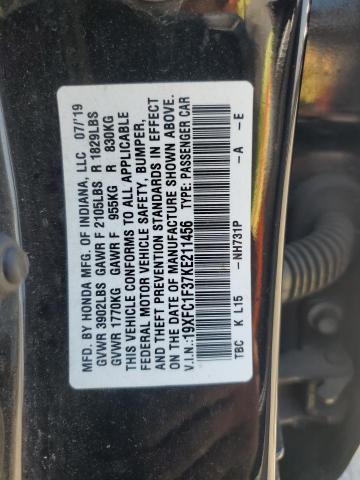 MFD. BY HONDA MFG. OF INDIANA, LLC 07/'19
GVWR 3902LBS GAWR F 2105LBS R 1829LBS
GVWR 1770KG GAWR F 955KG R 830KG
THIS VEHICLE CONFORMS TO ALL APPLICABLE
FEDERAL MOTOR VEHICLE SAFETY, BUMPER,
AND THEFT PREVENTION STANDARDS IN EFFECT
ON THE DATE OF MANUFACTURE SHOWN ABOVE.
V.I.N.:19XFC1F37KE211456 TYPE: PASSENGER CAR
-NH731P -A -E
TBC K L15